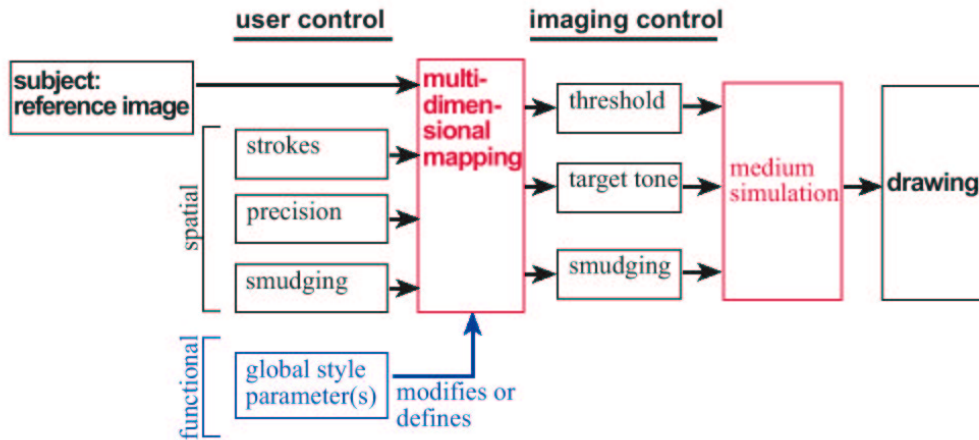 user control
imaging control
subject:
reference image
multi-
dimen-
sional
mapping
threshold
strokes
target tone
medium
simulation
drawing
precision
spatial
smudging
smudging
functional
global style
parameter(s)
modifies or
defines